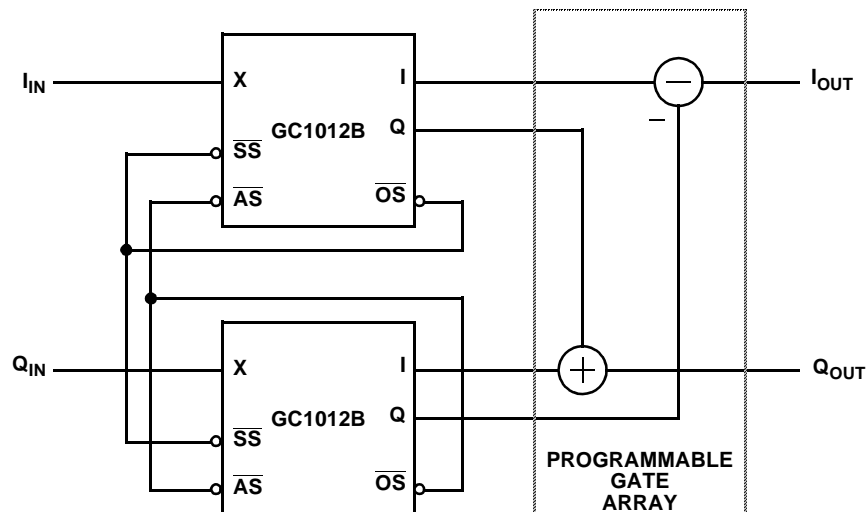 I_IN X I — I_OUT
GC1012B Q —
SS
AS OS
Q_IN X I + Q_OUT
GC1012B Q
SS
AS OS
PROGRAMMABLE
GATE
ARRAY